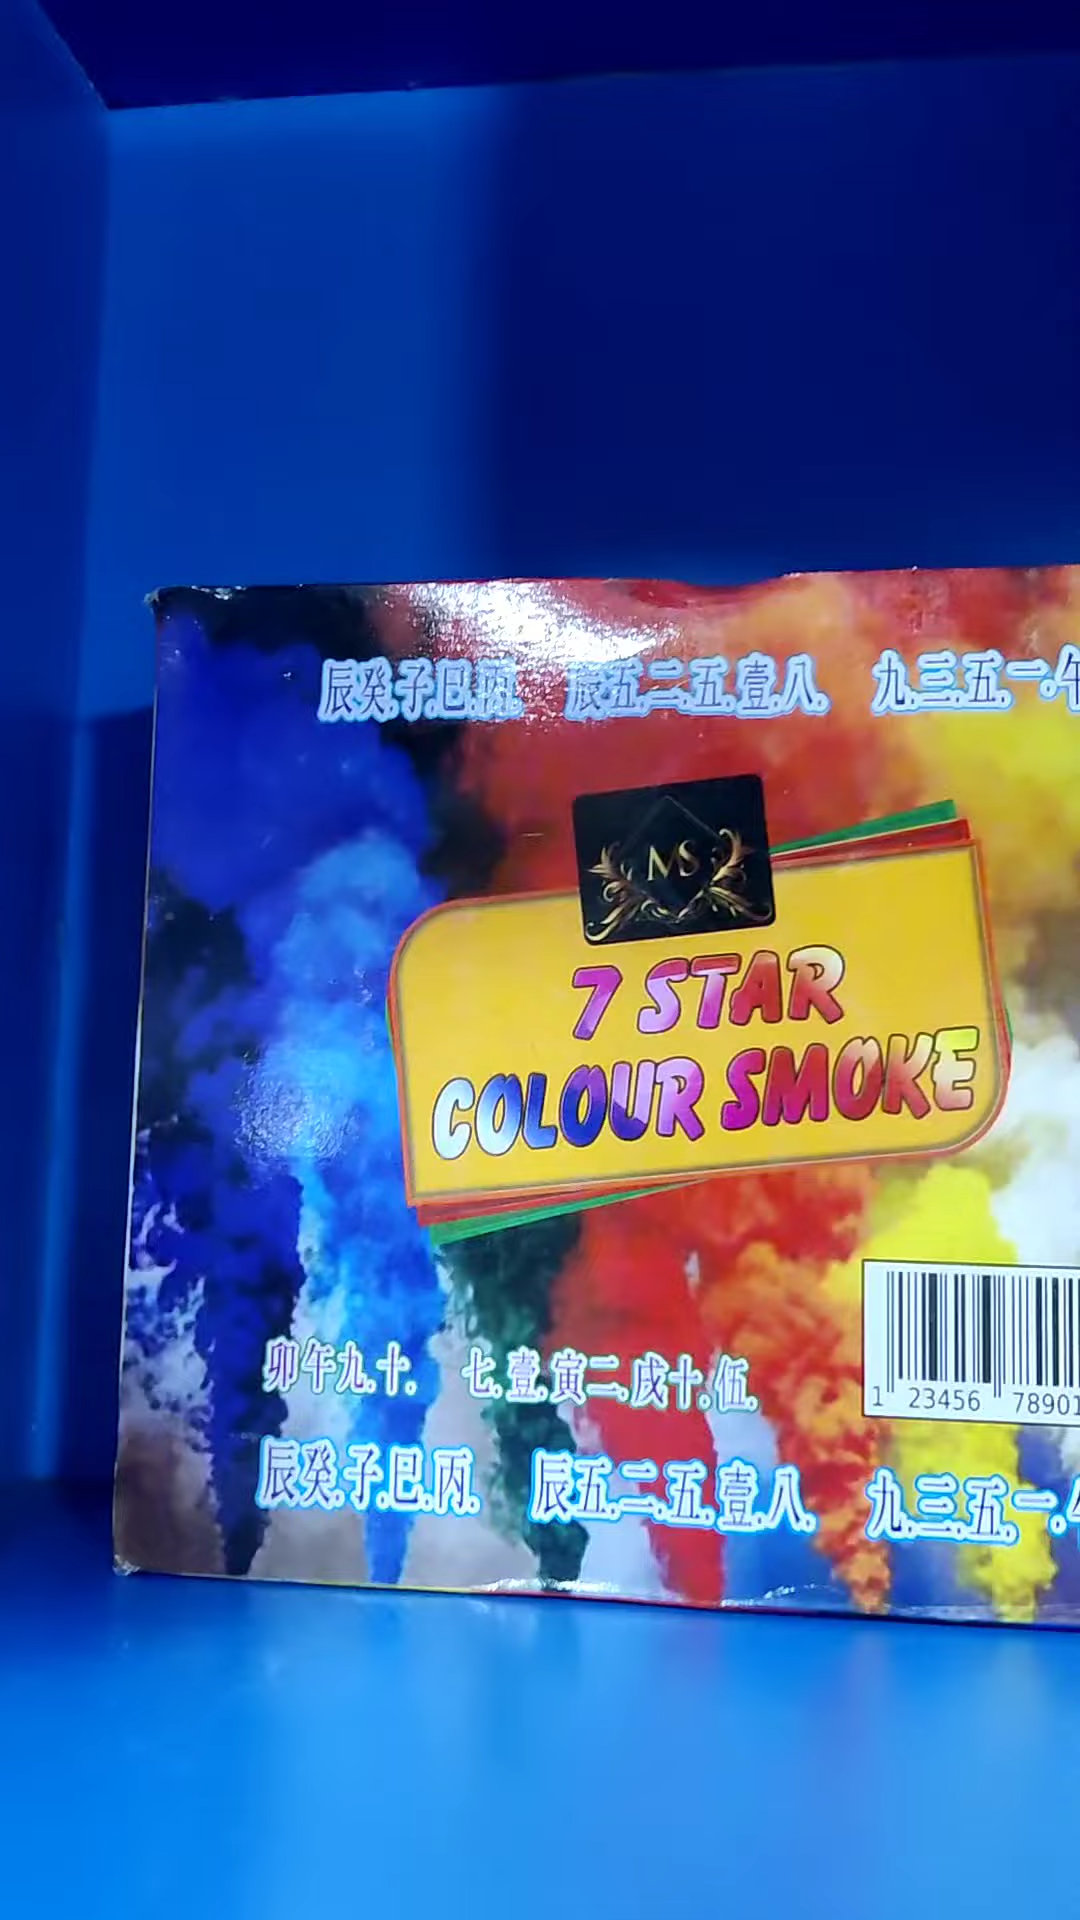 辰.癸.子.巳.丙. 辰.五.二.五.壹.八. 九.三.五.一.午
MS
7 STAR
COLOUR SMOKE
1 23456 78901
卯午九.十. 七.壹.寅二.戌十.伍.
辰.癸.子.巳.丙. 辰五.二.五.壹.八. 九.三.五.一.